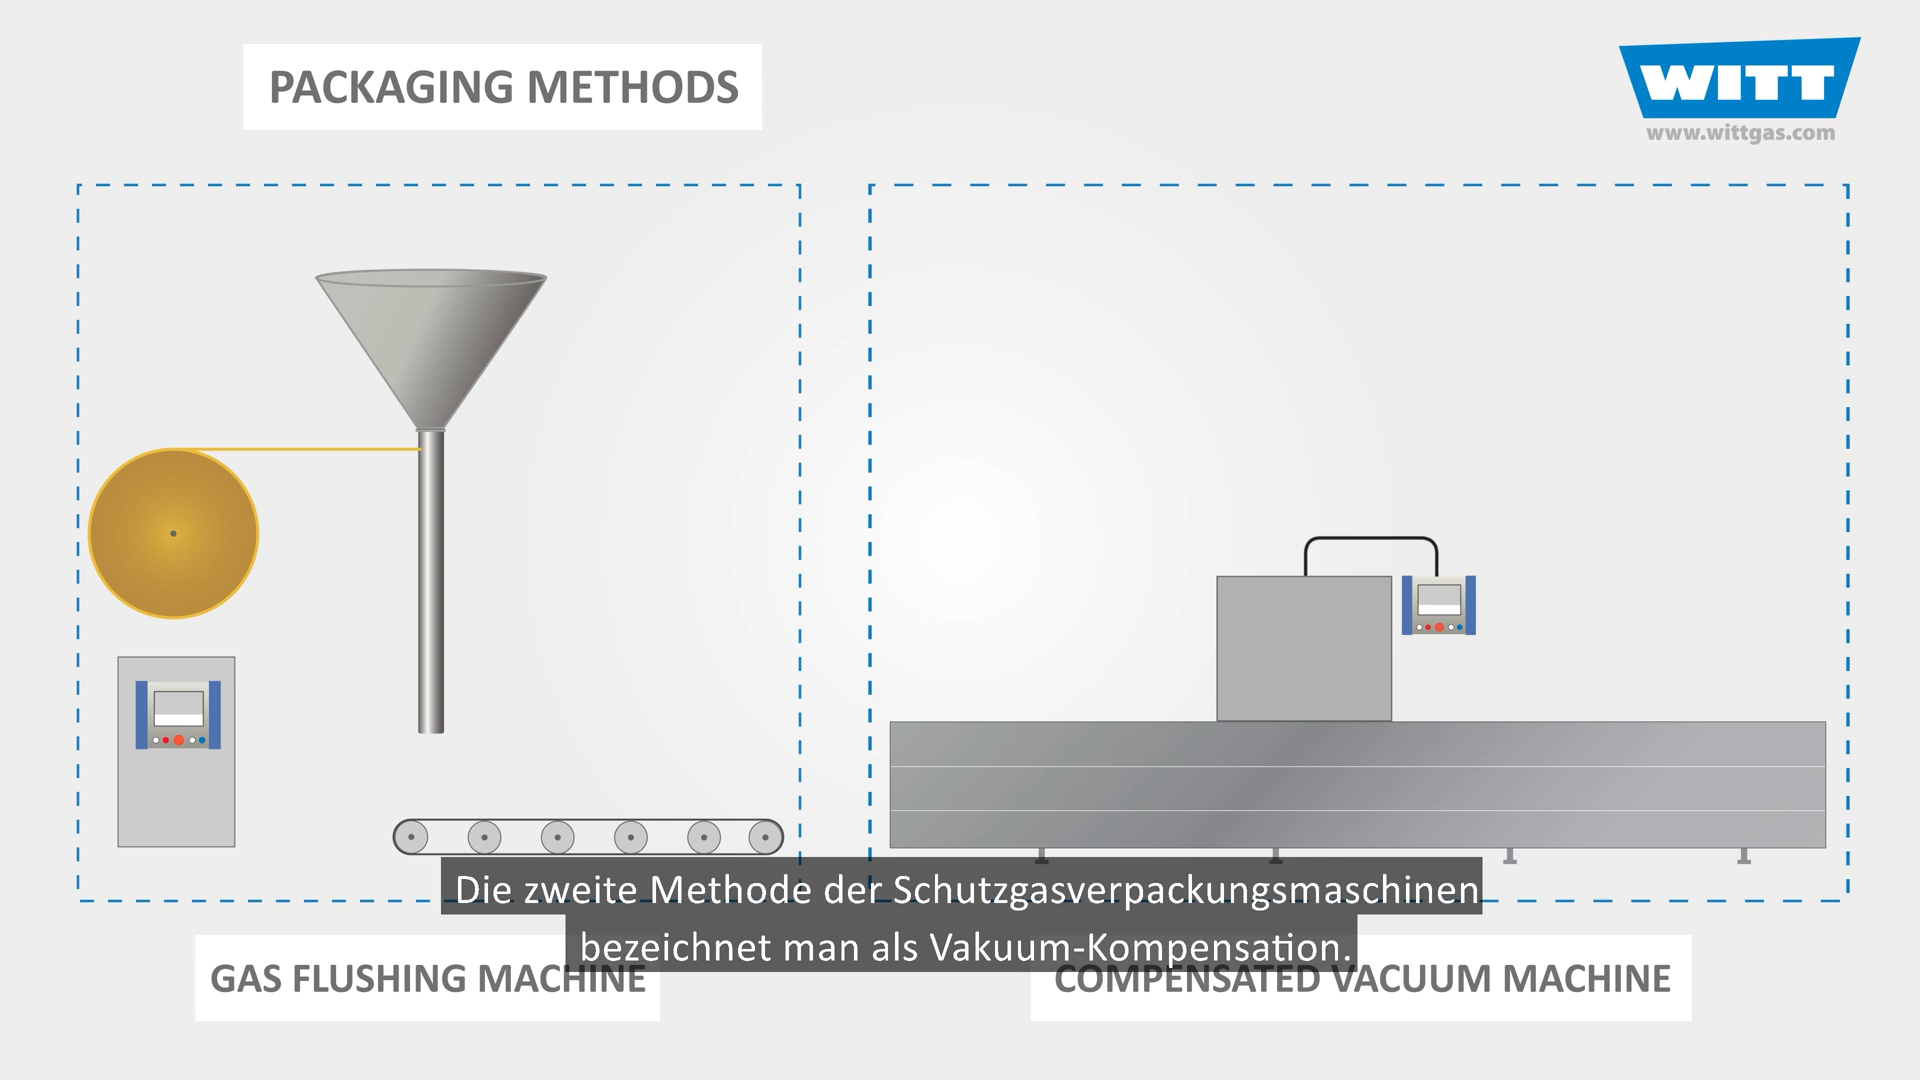 PACKAGING METHODS
WITT
www.wittgas.com
Die zweite Methode der Schutzgasverpackungsmaschinen
bezeichnet man als Vakuum-Kompensation.
GAS FLUSHING MACHINE
COMPENSATED VACUUM MACHINE